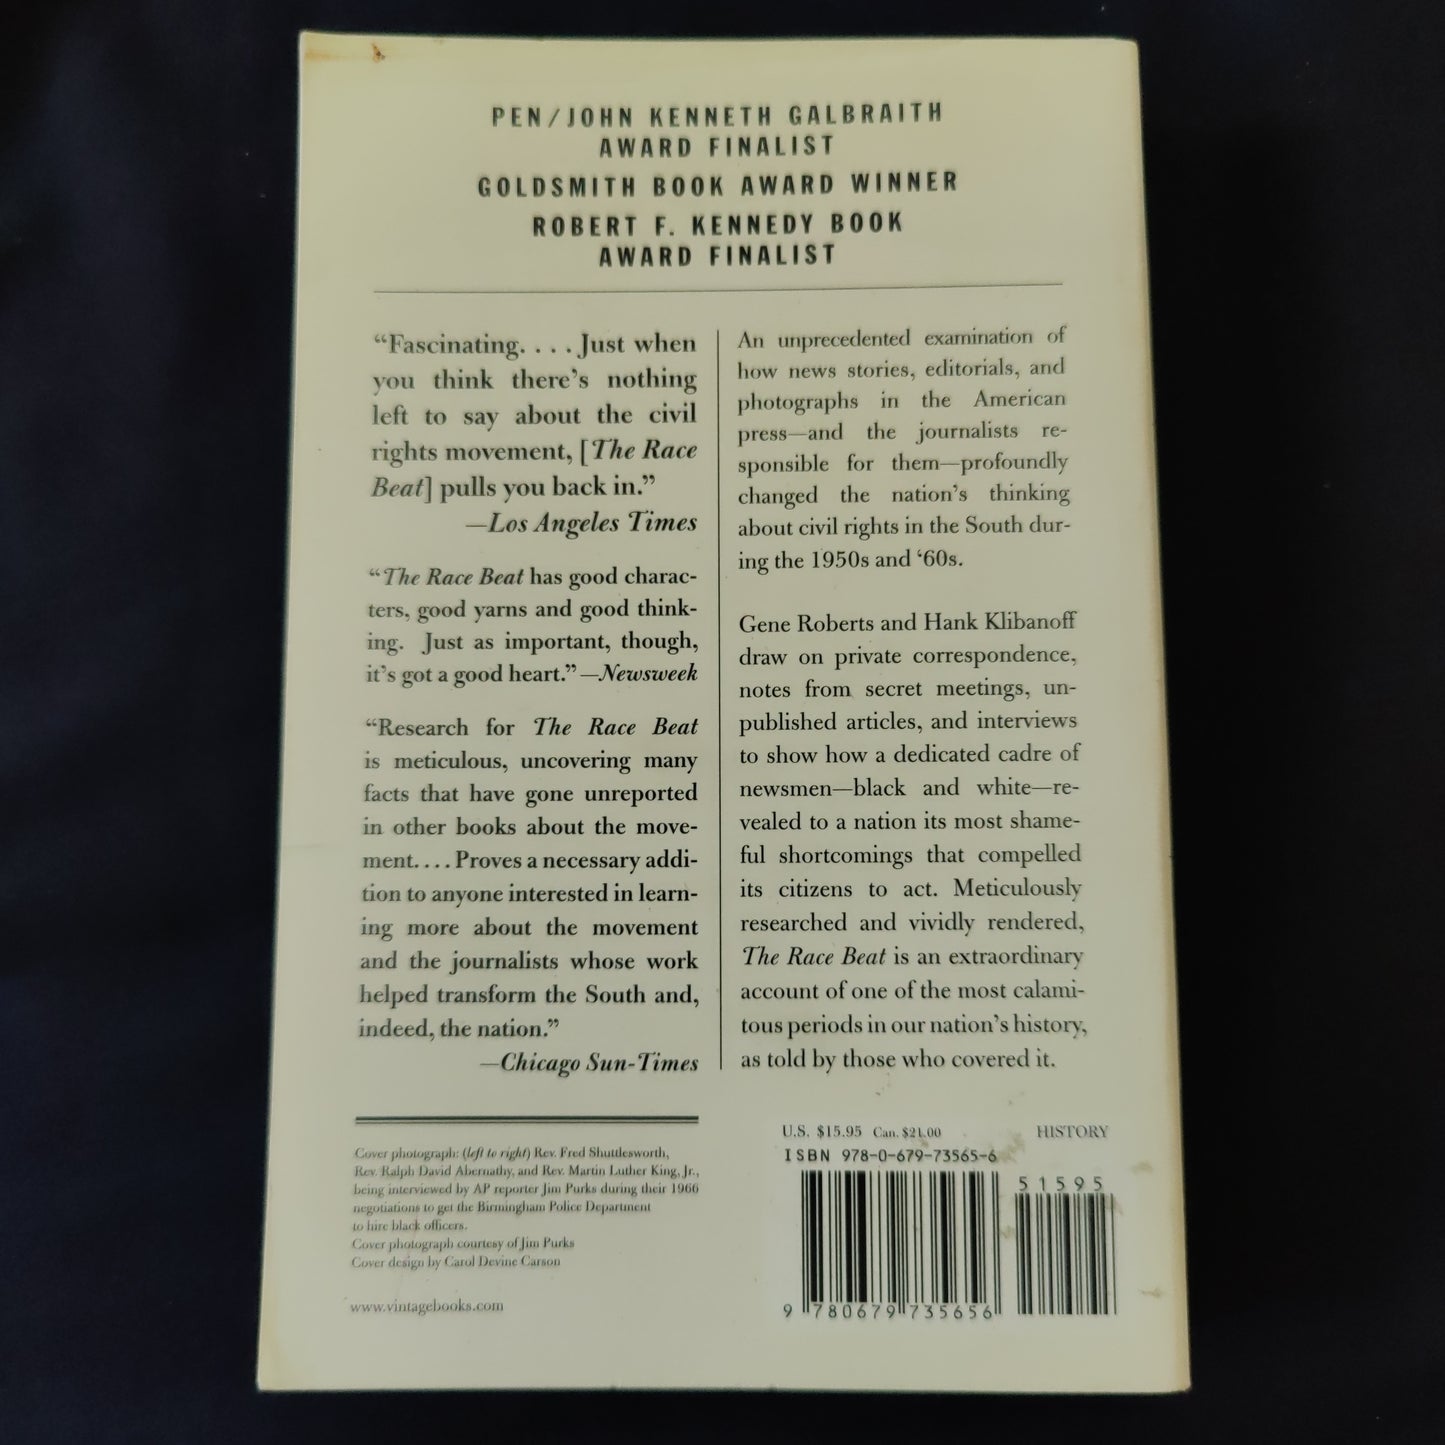 PEN/JOHN KENNETH GALBRAITH
AWARD FINALIST
GOLDSMITH BOOK AWARD WINNER
ROBERT F. KENNEDY BOOK
AWARD FINALIST
“Fascinating. . . . Just when
you think there’s nothing
left to say about the civil
rights movement, [The Race
Beat] pulls you back in.”
—Los Angeles Times
“The Race Beat has good charac-
ters, good yarns and good think-
ing. Just as important, though,
it’s got a good heart.” —Newsweek
“Research for The Race Beat
is meticulous, uncovering many
facts that have gone unreported
in other books about the move-
ment. . . . Proves a necessary addi-
tion to anyone interested in learn-
ing more about the movement
and the journalists whose work
helped transform the South and,
indeed, the nation.”
—Chicago Sun-Times
An unprecedented examination of
how news stories, editorials, and
photographs in the American
press—and the journalists re-
sponsible for them—profoundly
changed the nation’s thinking
about civil rights in the South dur-
ing the 1950s and ‘60s.
Gene Roberts and Hank Klibanoff
draw on private correspondence,
notes from secret meetings, un-
published articles, and interviews
to show how a dedicated cadre of
newsmen—black and white—re-
vealed to a nation its most shame-
ful shortcomings that compelled
its citizens to act. Meticulously
researched and vividly rendered,
The Race Beat is an extraordinary
account of one of the most calami-
tous periods in our nation’s history,
as told by those who covered it.
Cover photograph: (left to right) Rev. Fred Shuttlesworth,
Rev. Ralph David Abernathy, and Rev. Martin Luther King, Jr.,
being interviewed by AP reporter Jim Purks during their 1966
negotiations to get the Birmingham Police Department
to hire black officers.
Cover photograph courtesy of Jim Purks
Cover design by Carol Devine Carson
www.vintagebooks.com
U.S. $15.95 Can. $21.00 HISTORY
ISBN 978-0-679-73565-6
51595
9 780679 735656